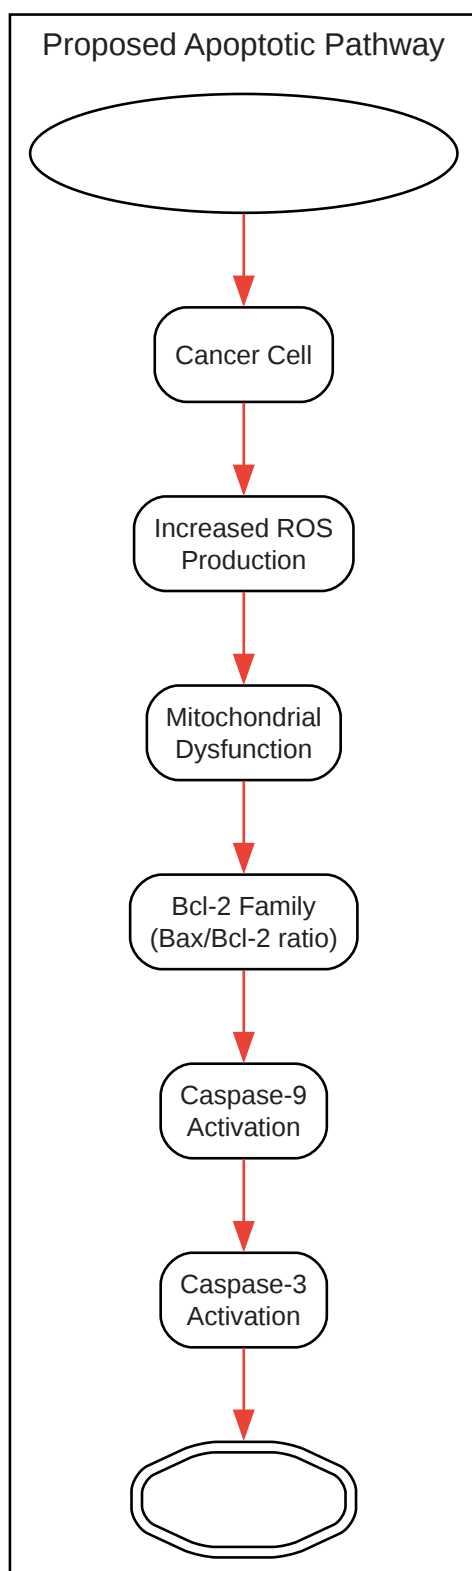 Proposed Apoptotic Pathway
Cancer Cell
Increased ROS
Production
Mitochondrial
Dysfunction
Bcl-2 Family
(Bax/Bcl-2 ratio)
Caspase-9
Activation
Caspase-3
Activation